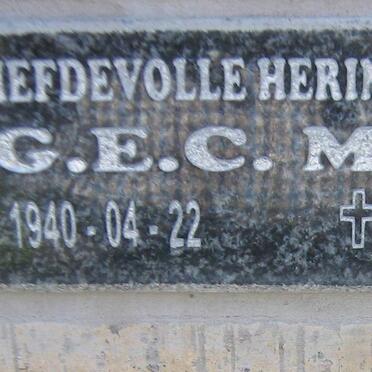 IEFDEVOLLE HERIN
G.E.C. M
1940-04-22